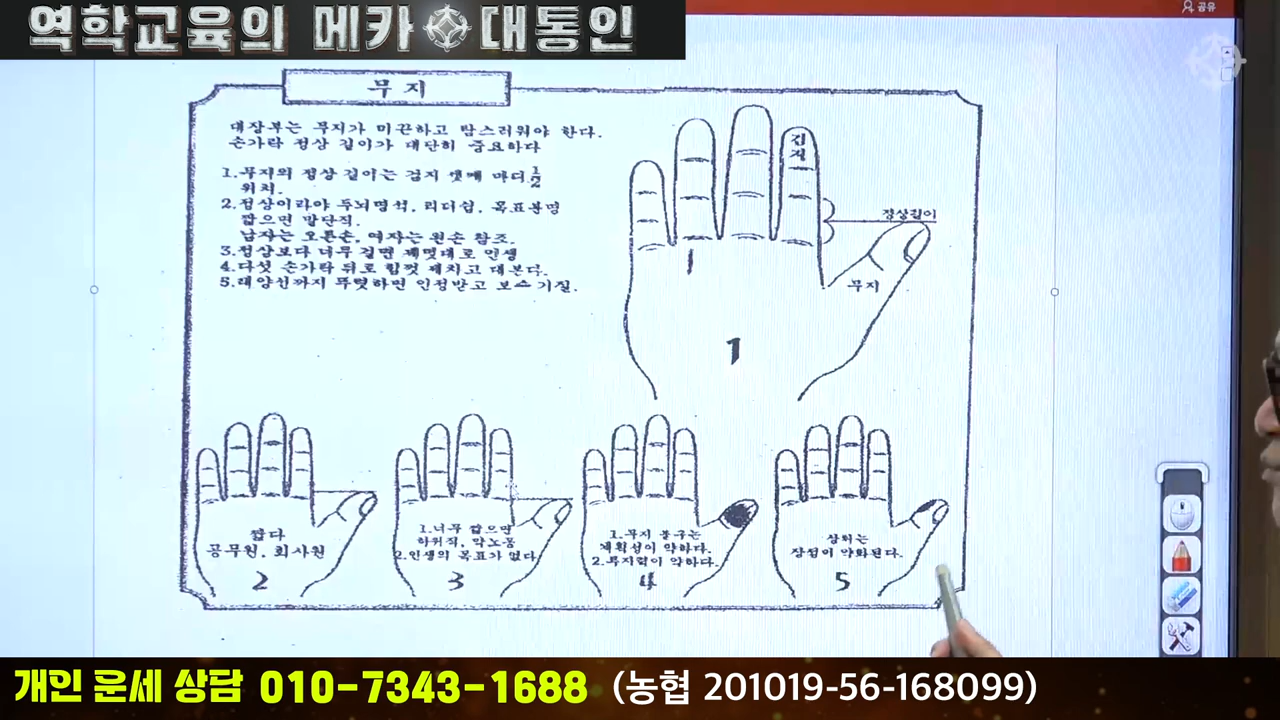 역학교육의 메카 대통인
공유
무지
대장부는 무지가 미끈하고 탐스러워야 한다.
손가락 정상 길이가 대단히 중요하다
1.무지의 정상 길이는 검지 셋째 마디 1/2
위치.
2.정상이라야 두뇌명석, 리더쉽, 목표분명
짧으면 말단직.
남자는 오른손, 여자는 왼손 참조.
3.정상보다 너무 길면 제멋대로 인생
4.다섯 손가락 뒤로 힘껏 제치고 대본다.
5.태양선까지 뚜렷하면 인정받고 보스 기질.
검지
정상길이
무지
1
짧다
공무원, 회사원
2
1.너무 짧으면
하위직, 막노동
2.인생의 목표가 없다
3
1.무지 불구는
계획성이 약하다.
2.투지력이 약하다.
4
상처는
장점이 약화된다.
5
개인 운세 상담 010-7343-1688 (농협 201019-56-168099)